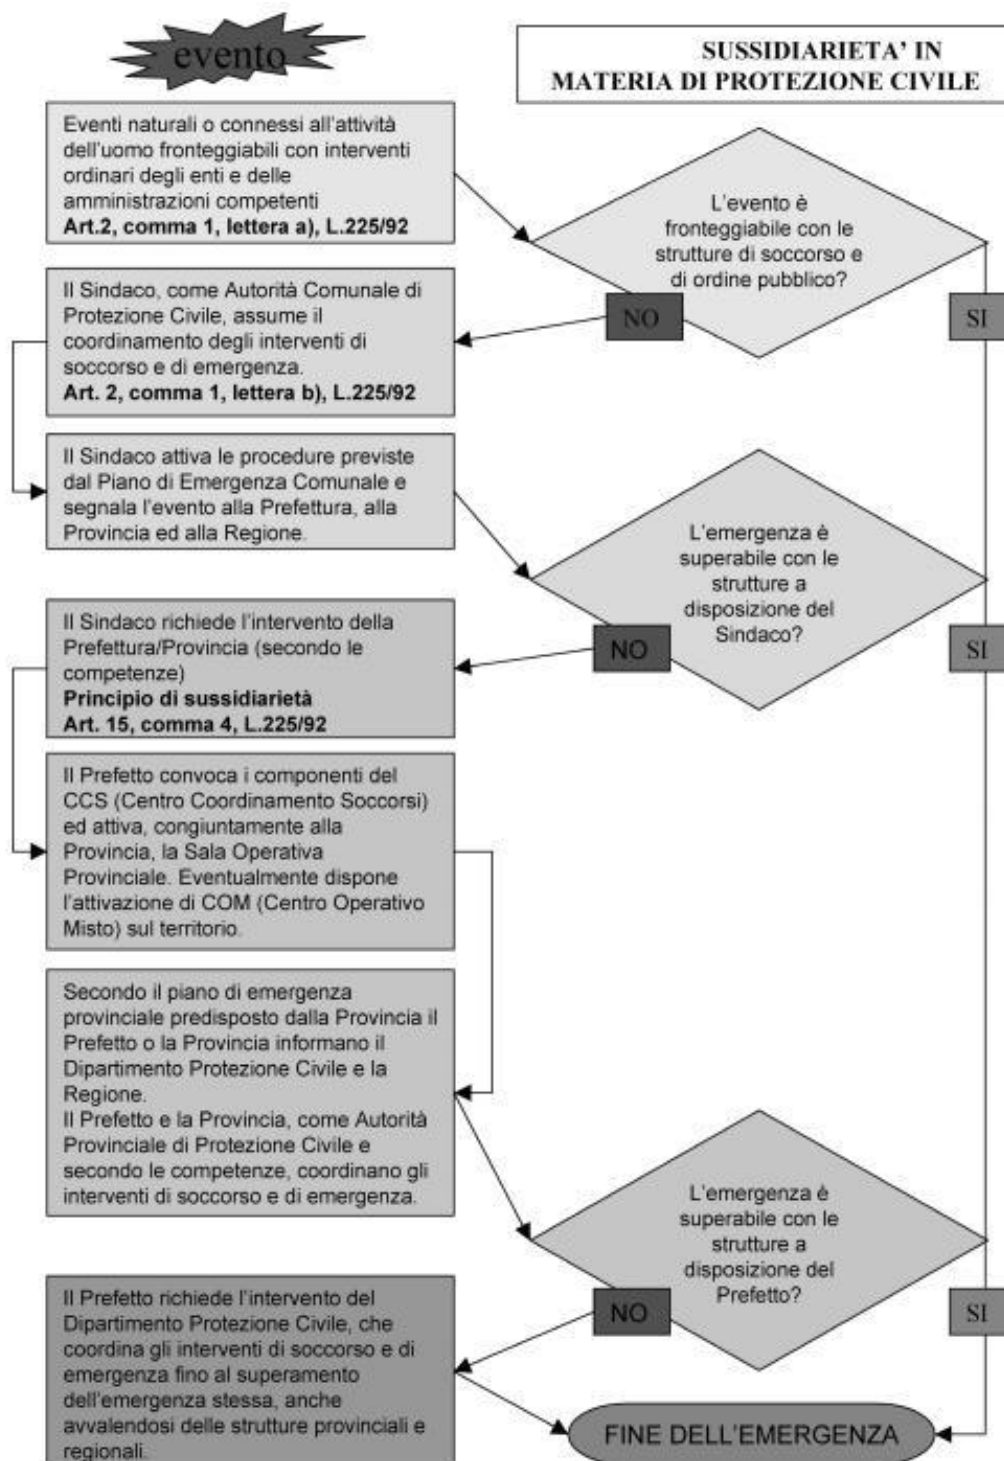 evento
SUSSIDIARIETA' IN
MATERIA DI PROTEZIONE CIVILE
Eventi naturali o connessi all'attività
dell'uomo fronteggiabili con interventi
ordinari degli enti e delle
amministrazioni competenti
Art.2, comma 1, lettera a), L.225/92
L'evento è
fronteggiabile con le
strutture di soccorso e
di ordine pubblico?
NO
SI
Il Sindaco, come Autorità Comunale di
Protezione Civile, assume il
coordinamento degli interventi di
soccorso e di emergenza.
Art. 2, comma 1, lettera b), L.225/92
Il Sindaco attiva le procedure previste
dal Piano di Emergenza Comunale e
segnala l'evento alla Prefettura, alla
Provincia ed alla Regione.
L'emergenza è
superabile con le
strutture a
disposizione del
Sindaco?
NO
SI
Il Sindaco richiede l'intervento della
Prefettura/Provincia (secondo le
competenze)
Principio di sussidiarietà
Art. 15, comma 4, L.225/92
Il Prefetto convoca i componenti del
CCS (Centro Coordinamento Soccorsi)
ed attiva, congiuntamente alla
Provincia, la Sala Operativa
Provinciale. Eventualmente dispone
l'attivazione di COM (Centro Operativo
Misto) sul territorio.
Secondo il piano di emergenza
provinciale predisposto dalla Provincia il
Prefetto o la Provincia informano il
Dipartimento Protezione Civile e la
Regione.
Il Prefetto e la Provincia, come Autorità
Provinciale di Protezione Civile e
secondo le competenze, coordinano gli
interventi di soccorso e di emergenza.
L'emergenza è
superabile con le
strutture a
disposizione del
Prefetto?
NO
SI
Il Prefetto richiede l'intervento del
Dipartimento Protezione Civile, che
coordina gli interventi di soccorso e di
emergenza fino al superamento
dell'emergenza stessa, anche
avvalendosi delle strutture provinciali e
regionali.
FINE DELL'EMERGENZA